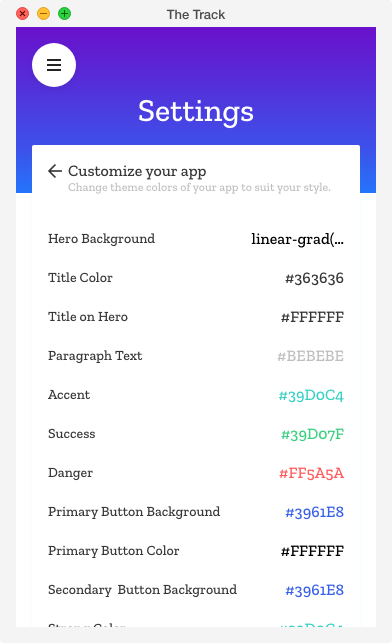 The Track
Settings
Customize your app
Change theme colors of your app to suit your style.
Hero Background linear-grad(...
Title Color #363636
Title on Hero #FFFFFF
Paragraph Text #BEBEBE
Accent #39D0C4
Success #39D07F
Danger #FF5A5A
Primary Button Background #3961E8
Primary Button Color #FFFFFF
Secondary Button Background #3961E8